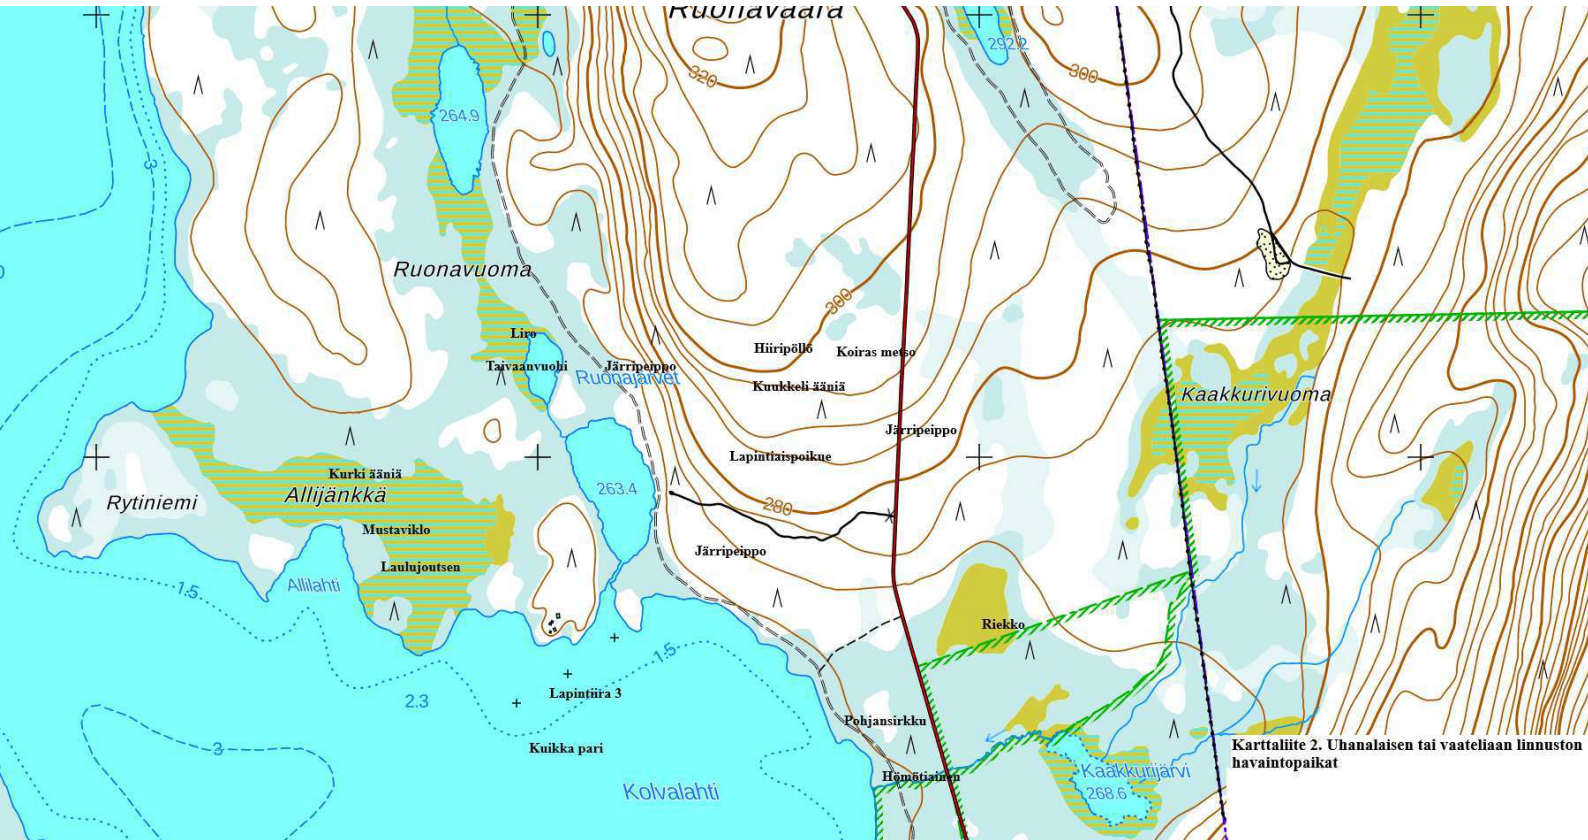 Ruonavaara
292.2
320
300
3
264.9
Ruonavuoma
300
Liro
Hiiripöllö
Koiras metso
Taivaanvuohi
Järripeippo
Ruonajärvet
Kuukkeli ääniä
Kaakkurivuoma
Järripeippo
Lapintiaispoikue
Kurki ääniä
Allijänkkä
263.4
Rytiniemi
280
Mustaviklo
Järripeippo
Laulujoutsen
Allilahti
1.5
Riekko
1.5
Lapintiira 3
2.3
Pohjansirkku
Kuikka pari
3
Karttaliite 2. Uhanalaisen tai vaateliaan linnuston
havaintopaikat
Hömötiainen
Kaakkurijärvi
Kolvalahti
268.6